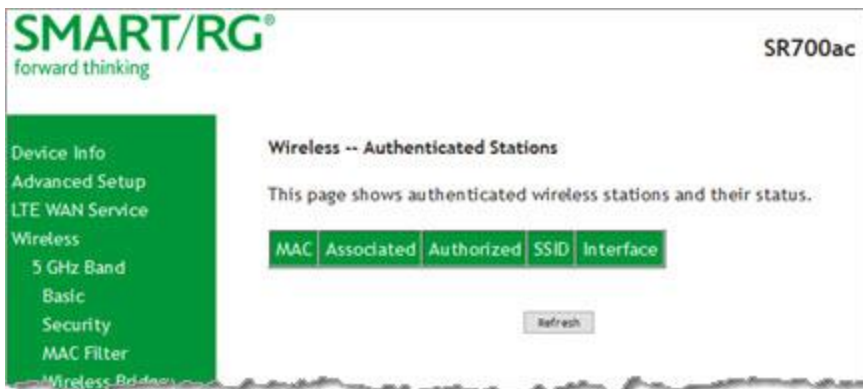 SMART/RG®
forward thinking
SR700ac
Device Info
Advanced Setup
LTE WAN Service
Wireless
5 GHz Band
Basic
Security
MAC Filter
Wireless Bridge
Wireless -- Authenticated Stations
This page shows authenticated wireless stations and their status.
MAC Associated Authorized SSID Interface
Refresh